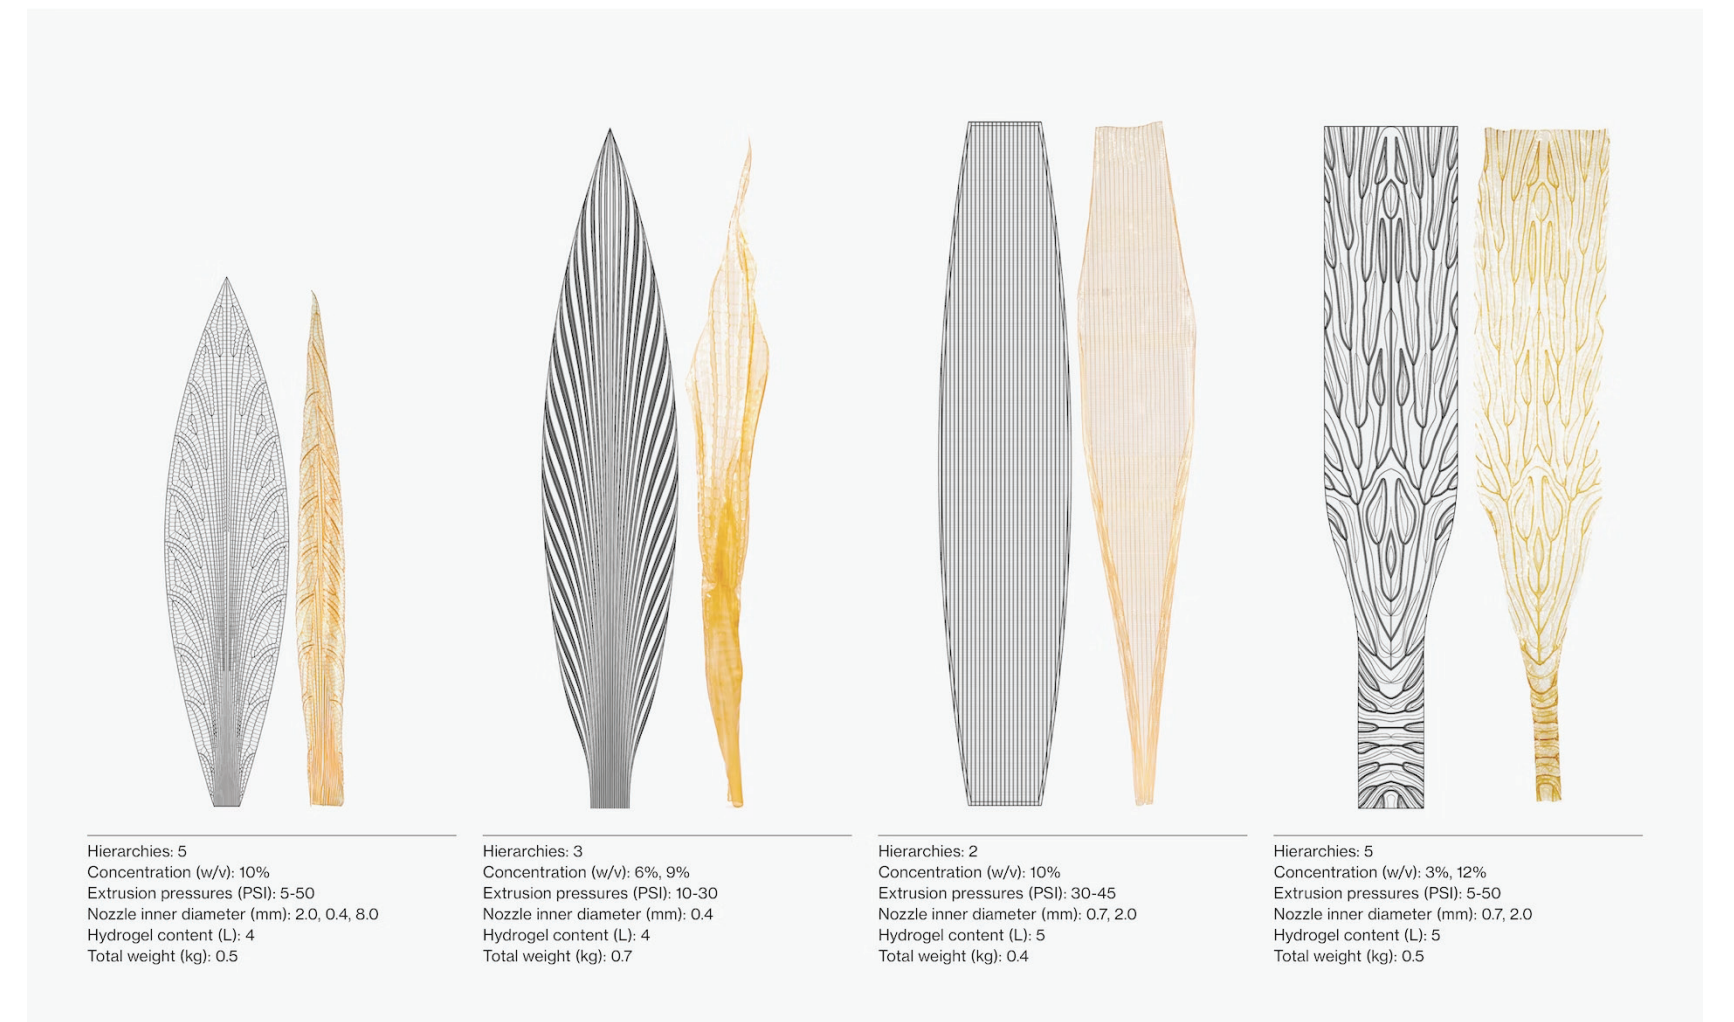 Hierarchies: 5
Concentration (w/v): 10%
Extrusion pressures (PSI): 5-50
Nozzle inner diameter (mm): 2.0, 0.4, 8.0
Hydrogel content (L): 4
Total weight (kg): 0.5
Hierarchies: 3
Concentration (w/v): 6%, 9%
Extrusion pressures (PSI): 10-30
Nozzle inner diameter (mm): 0.4
Hydrogel content (L): 4
Total weight (kg): 0.7
Hierarchies: 2
Concentration (w/v): 10%
Extrusion pressures (PSI): 30-45
Nozzle inner diameter (mm): 0.7, 2.0
Hydrogel content (L): 5
Total weight (kg): 0.4
Hierarchies: 5
Concentration (w/v): 3%, 12%
Extrusion pressures (PSI): 5-50
Nozzle inner diameter (mm): 0.7, 2.0
Hydrogel content (L): 5
Total weight (kg): 0.5